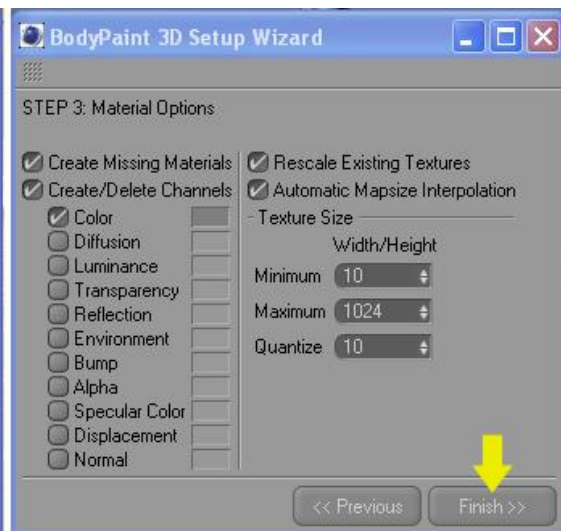 BodyPaint 3D Setup Wizard
STEP 3: Material Options
Create Missing Materials
Create/Delete Channels
Color
Diffusion
Luminance
Transparency
Reflection
Environment
Bump
Alpha
Specular Color
Displacement
Normal
Rescale Existing Textures
Automatic Mapsize Interpolation
Texture Size
Width/Height
Minimum 10
Maximum 1024
Quantize 10
<< Previous
Finish >>